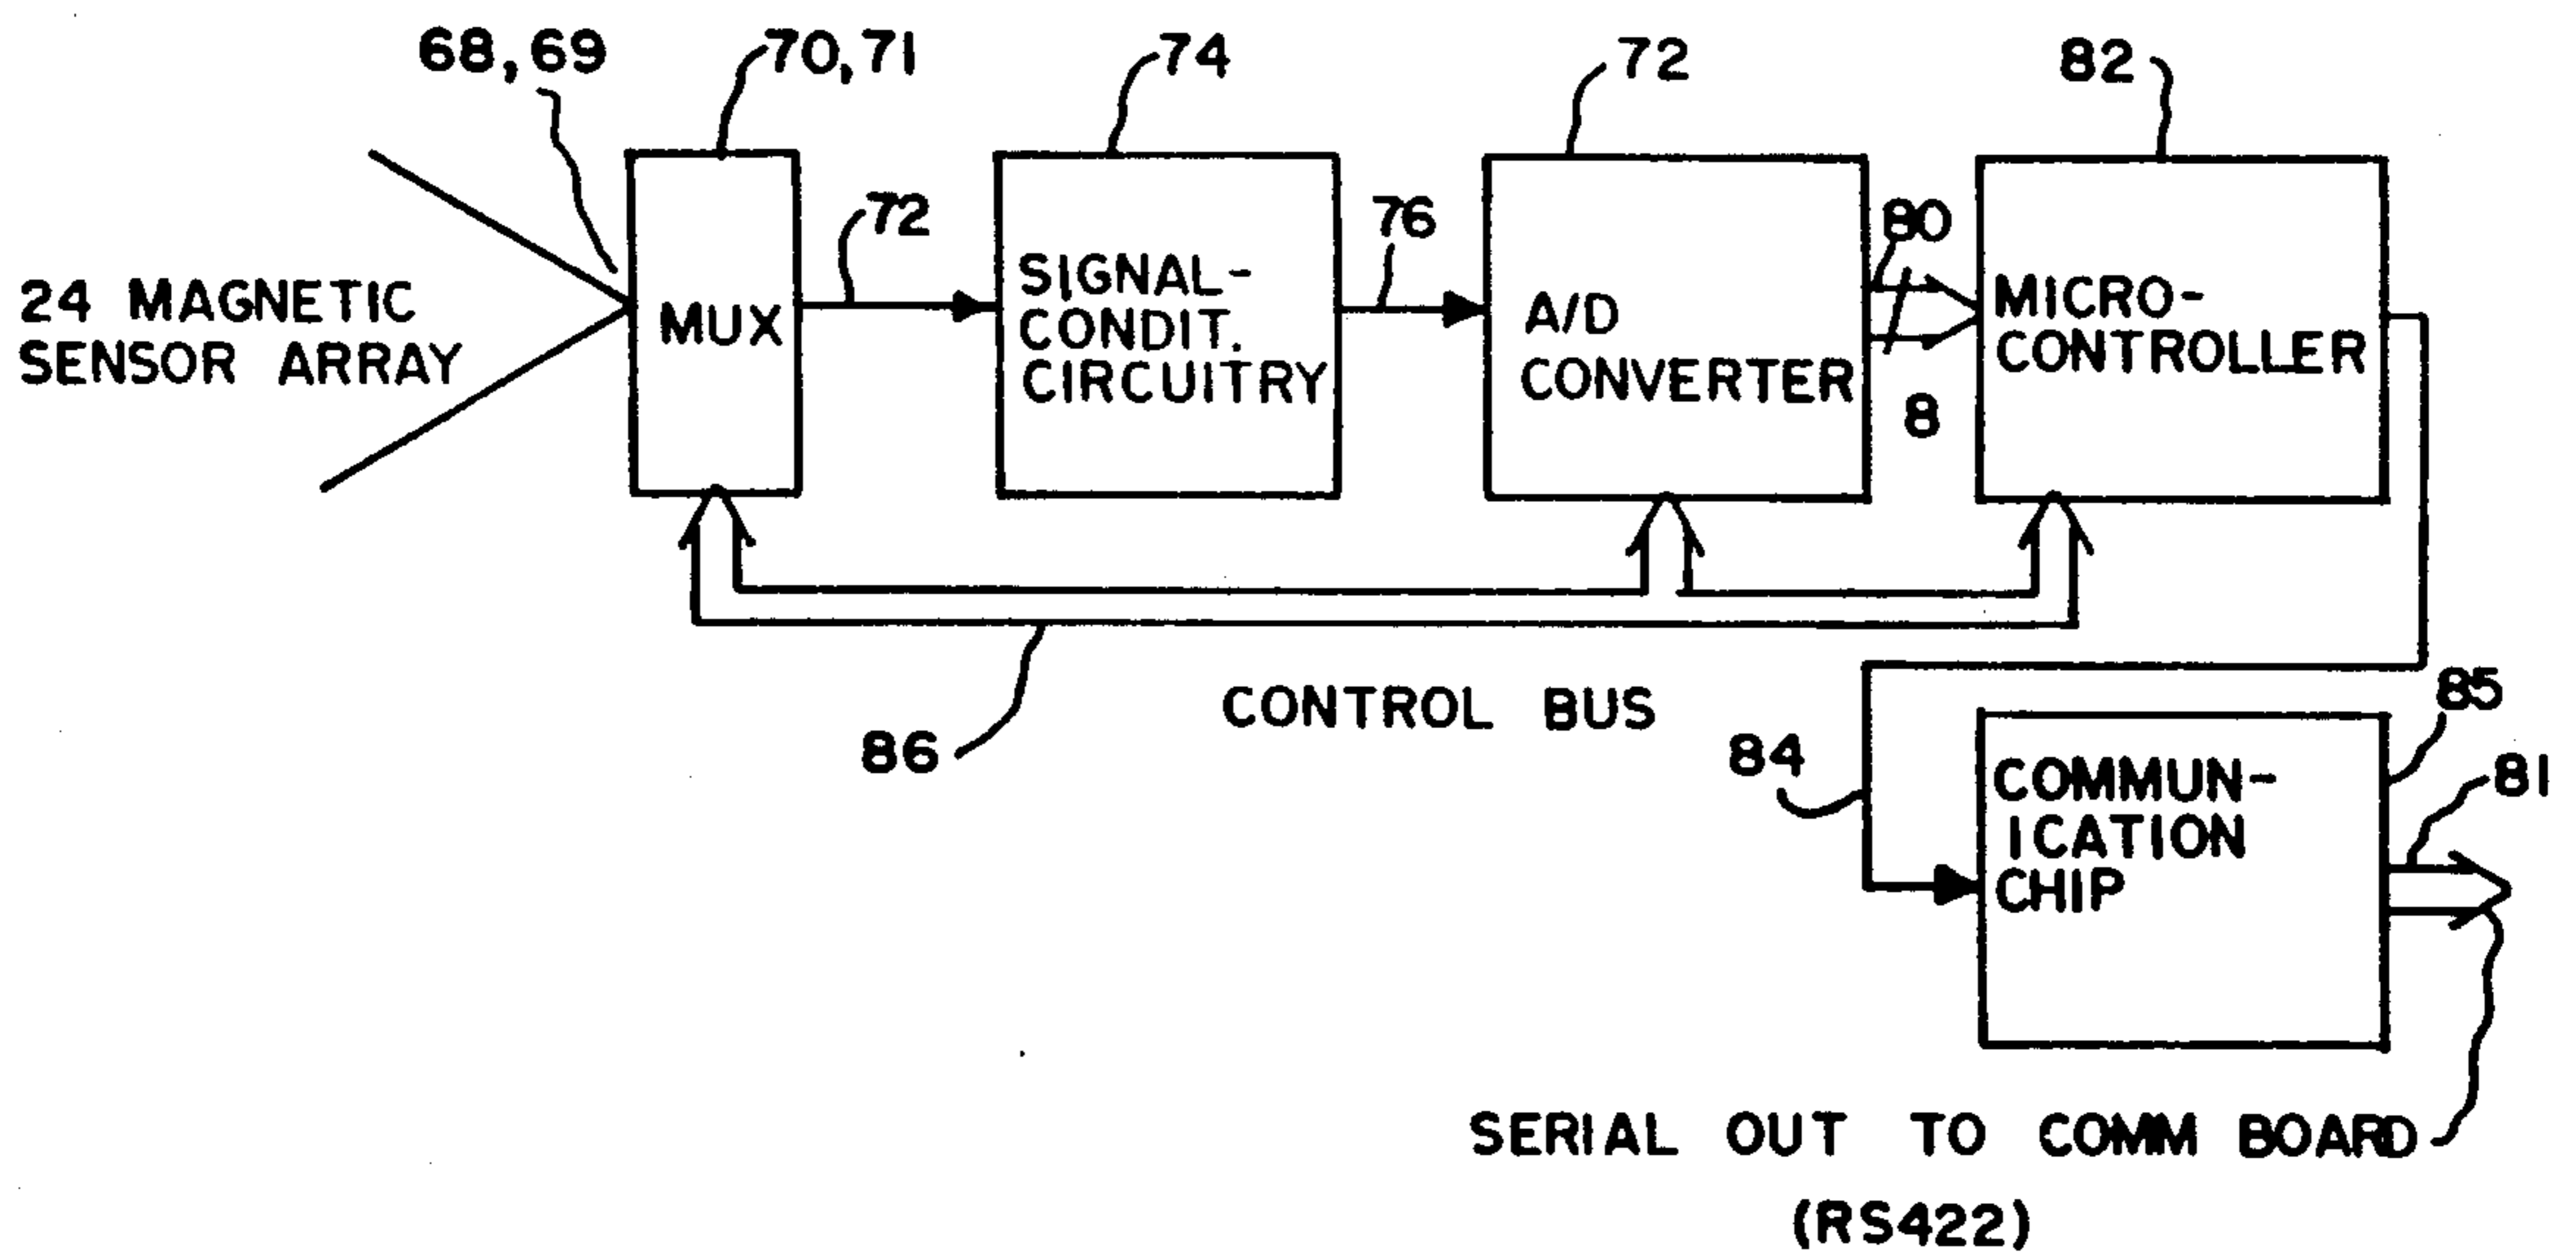 68,69
70,71
74
72
82
72
76
80
24 MAGNETIC
SENSOR ARRAY
MUX
SIGNAL-
CONDIT.
CIRCUITRY
A/D
CONVERTER
8
MICRO-
CONTROLLER
CONTROL BUS
86
84
85
81
COMMUN-
ICATION
CHIP
SERIAL OUT TO COMM BOARD
(RS422)